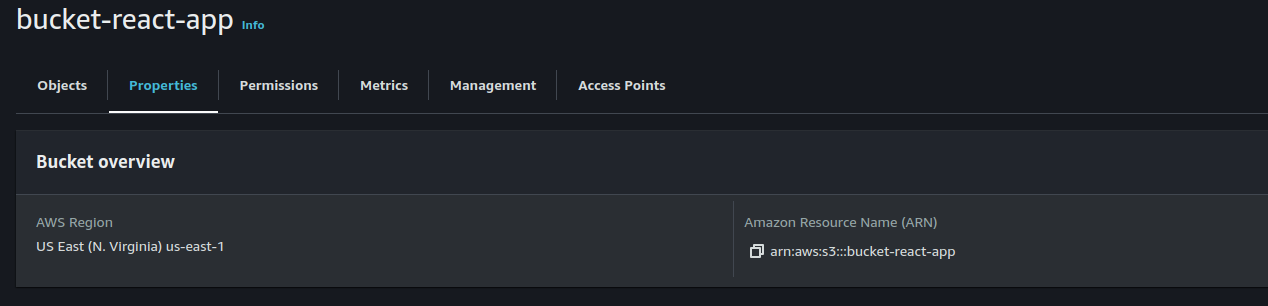 bucket-react-app Info
Objects Properties Permissions Metrics Management Access Points
Bucket overview
AWS Region
US East (N. Virginia) us-east-1
Amazon Resource Name (ARN)
arn:aws:s3:::bucket-react-app